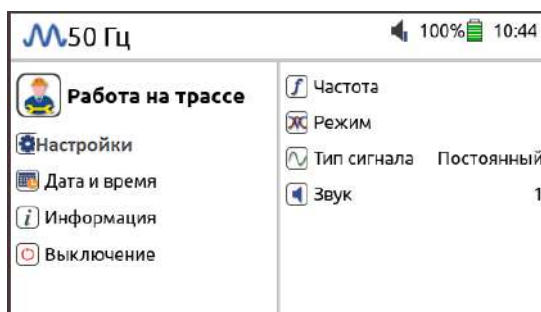 50 Гц 100% 10:44
Работа на трассе
Настройки
Дата и время
i Информация
Выключение
f Частота
Режим
Тип сигнала Постоянный
Звук 1